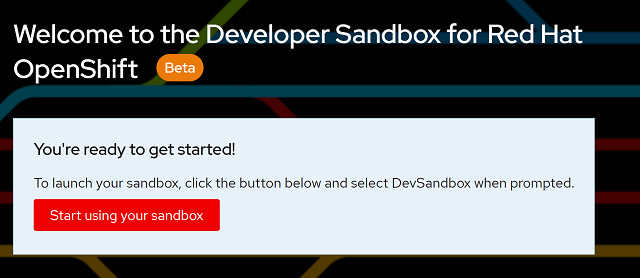 Welcome to the Developer Sandbox for Red Hat
OpenShift Beta
You're ready to get started!
To launch your sandbox, click the button below and select DevSandbox when prompted.
Start using your sandbox